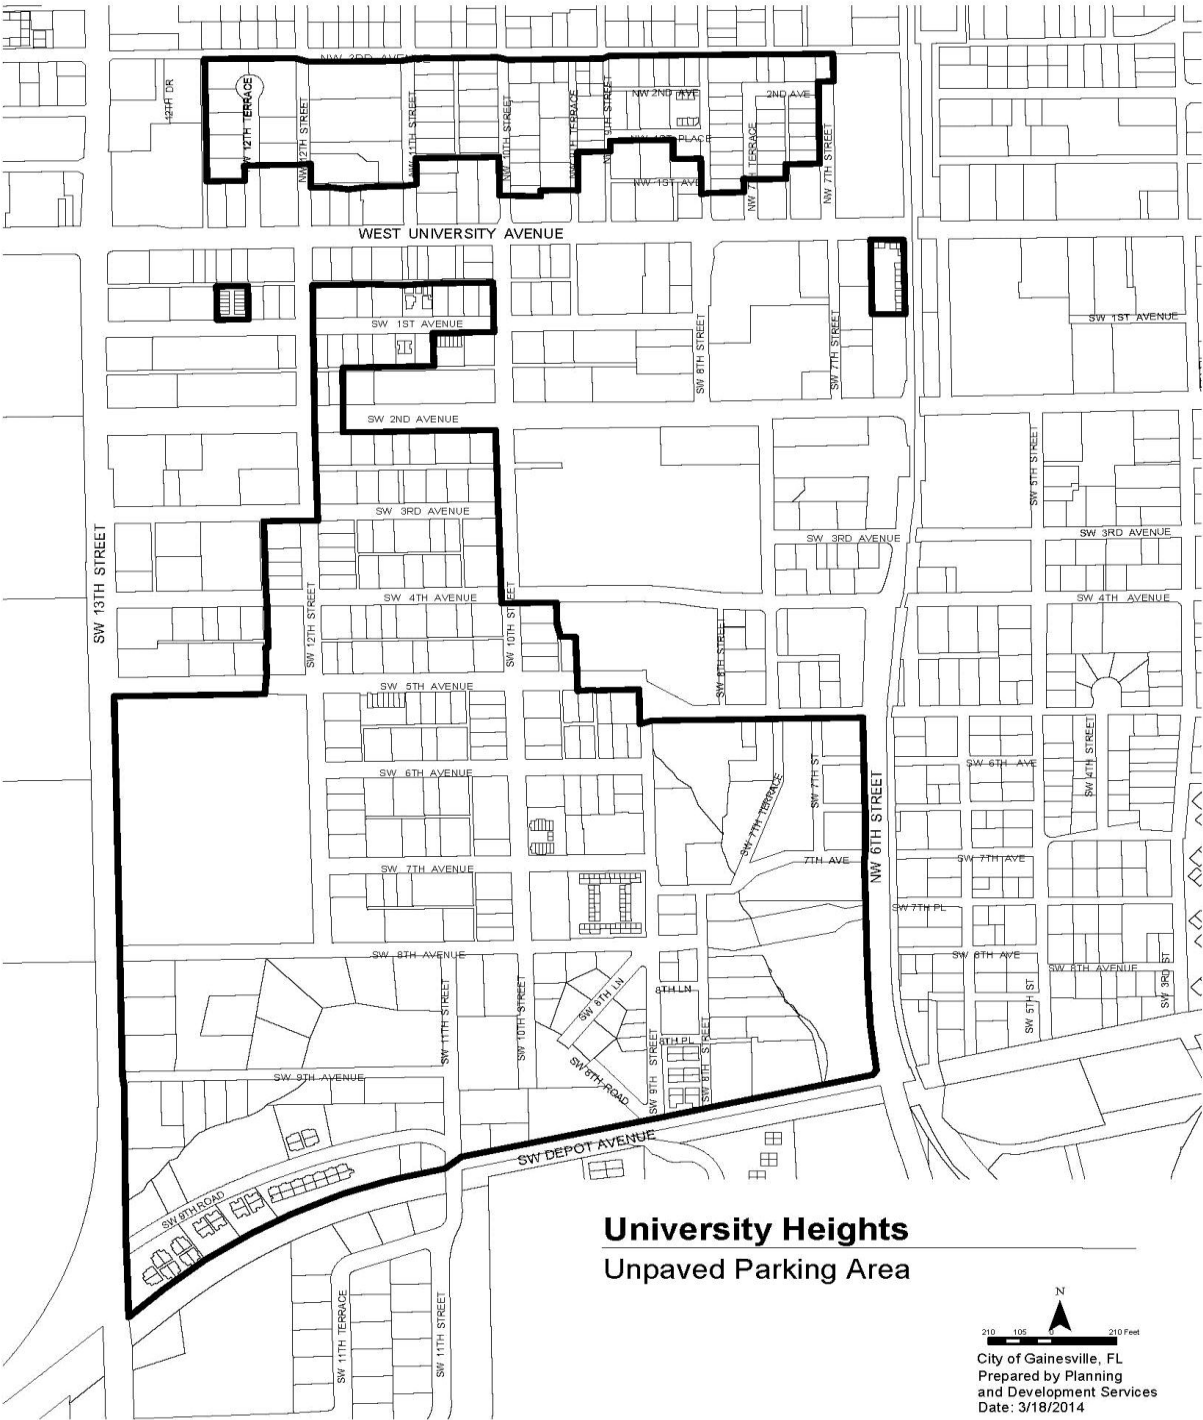 NW 3RD AVENUE
12TH DR
NW 12TH TERRACE
NW 12TH STREET
NW 11TH STREET
NW 10TH STREET
NW 9TH STREET
NW 2ND AVE
2ND AVE
NW 1ST PLACE
NW 1ST AVE
NW 7TH TERRACE
NW 7TH STREET
WEST UNIVERSITY AVENUE
SW 1ST AVENUE
SW 1ST AVENUE
SW 8TH STREET
SW 7TH STREET
SW 2ND AVENUE
SW 5TH STREET
SW 3RD AVENUE
SW 3RD AVENUE
SW 3RD AVENUE
SW 13TH STREET
SW 12TH STREET
SW 4TH AVENUE
SW 10TH STREET
SW 4TH AVENUE
SW 8TH STREET
SW 5TH AVENUE
SW 4TH STREET
SW 6TH AVENUE
SW 7TH TERRACE
SW 7TH ST
NW 6TH STREET
SW 6TH AVE
SW 7TH AVENUE
7TH AVE
SW 7TH AVE
SW 7TH PL
SW 8TH AVENUE
SW 8TH AVE
SW 8TH AVENUE
SW 3RD ST
SW 11TH STREET
SW 10TH STREET
SW 8TH LN
8TH LN
SW 5TH ST
8TH PL
SW 9TH STREET
SW 8TH STREET
SW 9TH AVENUE
SW 8TH ROAD
SW DEPOT AVENUE
SW 9TH ROAD
SW 11TH TERRACE
SW 11TH STREET
University Heights
Unpaved Parking Area
N
210 105 0 210 Feet
City of Gainesville, FL
Prepared by Planning
and Development Services
Date: 3/18/2014